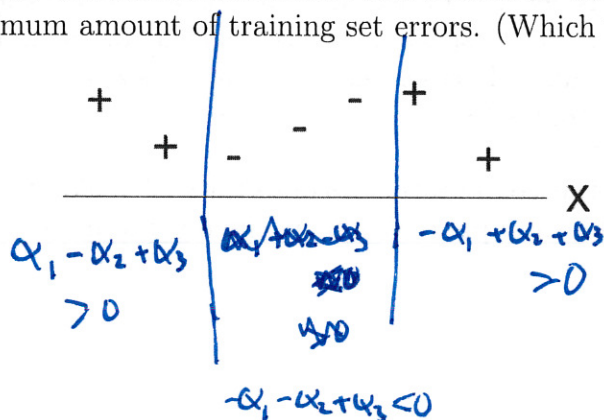 mum amount of training set errors. (Which
+ - +
+ - - +
X
α₁ - α₂ + α₃ -α₁ + α₂ + α₃
> 0 > 0
-α₁ - α₂ + α₃ < 0